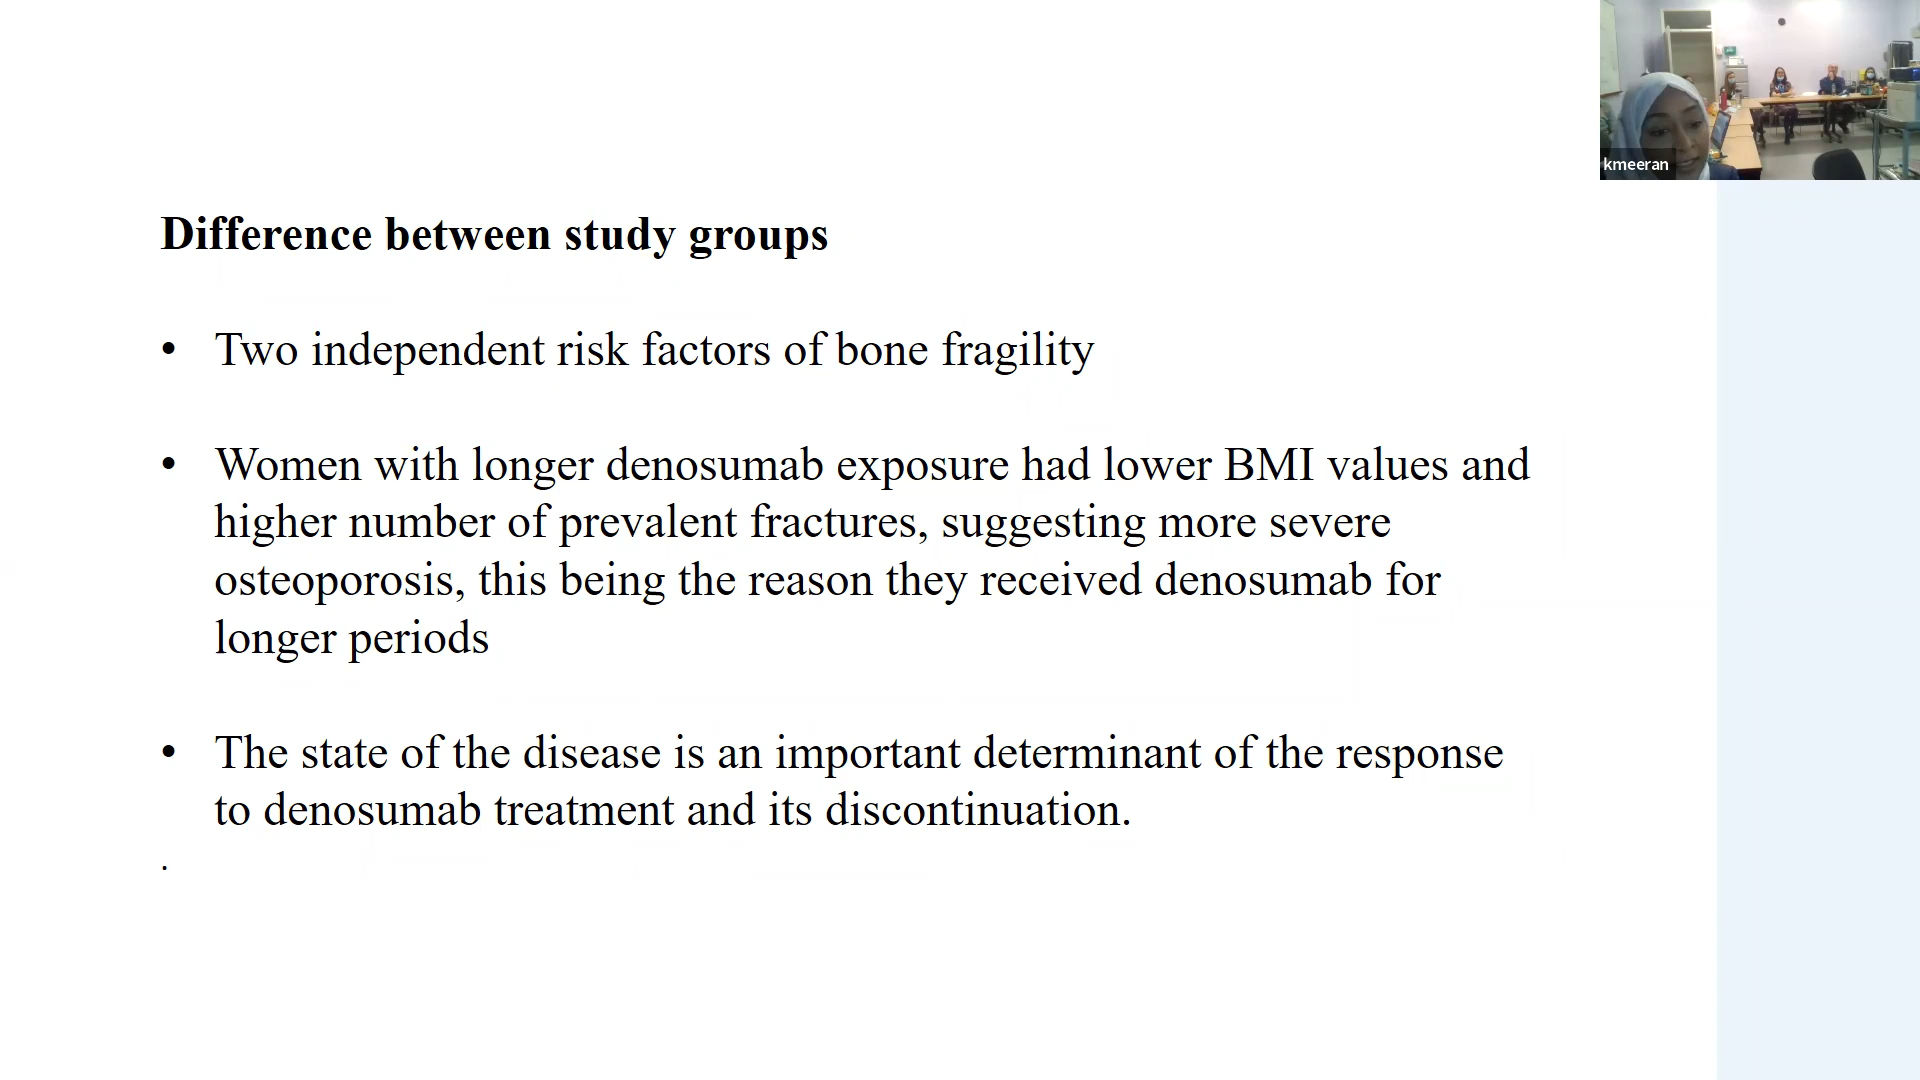 kmeeran
Difference between study groups
• Two independent risk factors of bone fragility
• Women with longer denosumab exposure had lower BMI values and
higher number of prevalent fractures, suggesting more severe
osteoporosis, this being the reason they received denosumab for
longer periods
• The state of the disease is an important determinant of the response
to denosumab treatment and its discontinuation.
.